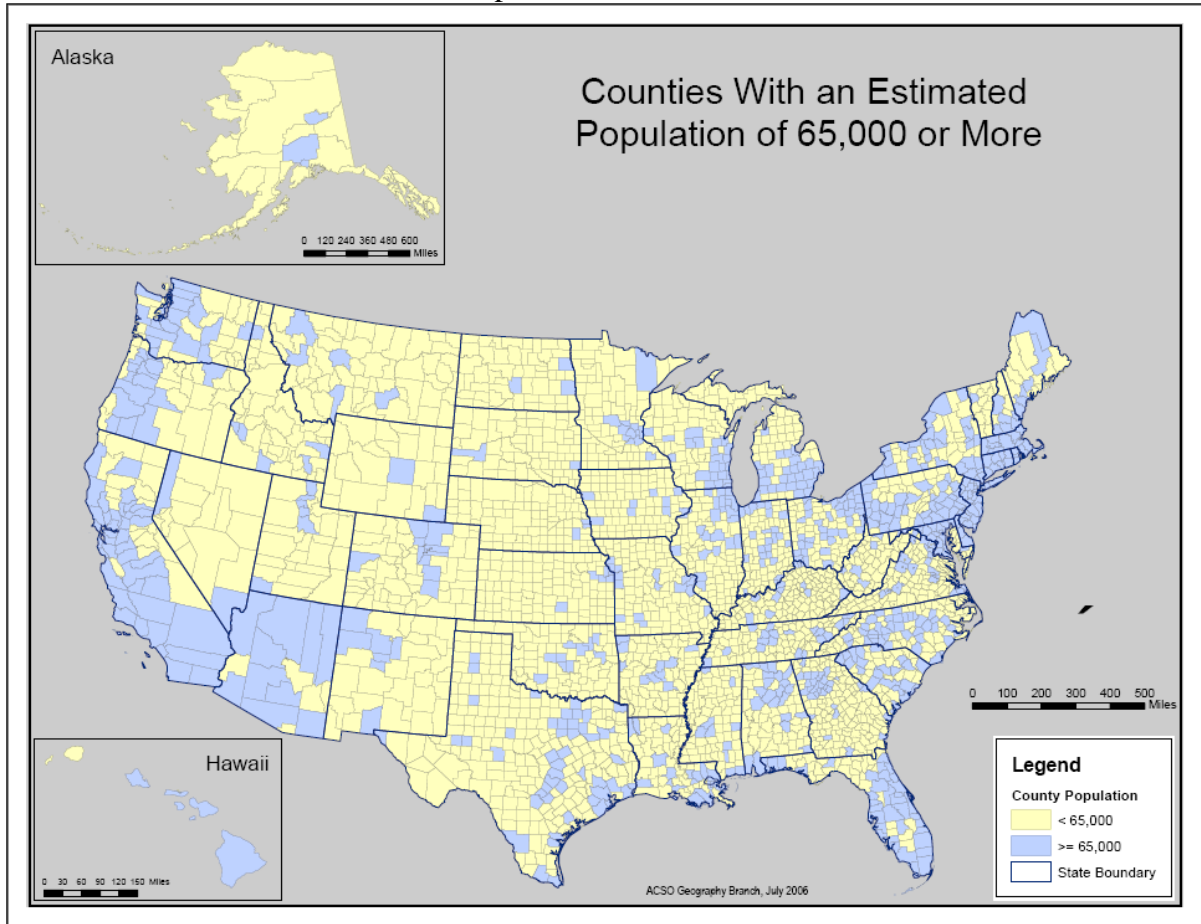 Alaska
Counties With an Estimated
Population of 65,000 or More
0 120 240 360 480 600
Miles
0 100 200 300 400 500
Miles
Hawaii
0 30 60 90 120 150 Miles
Legend
County Population
< 65,000
>= 65,000
State Boundary
ACSO Geography Branch, July 2006